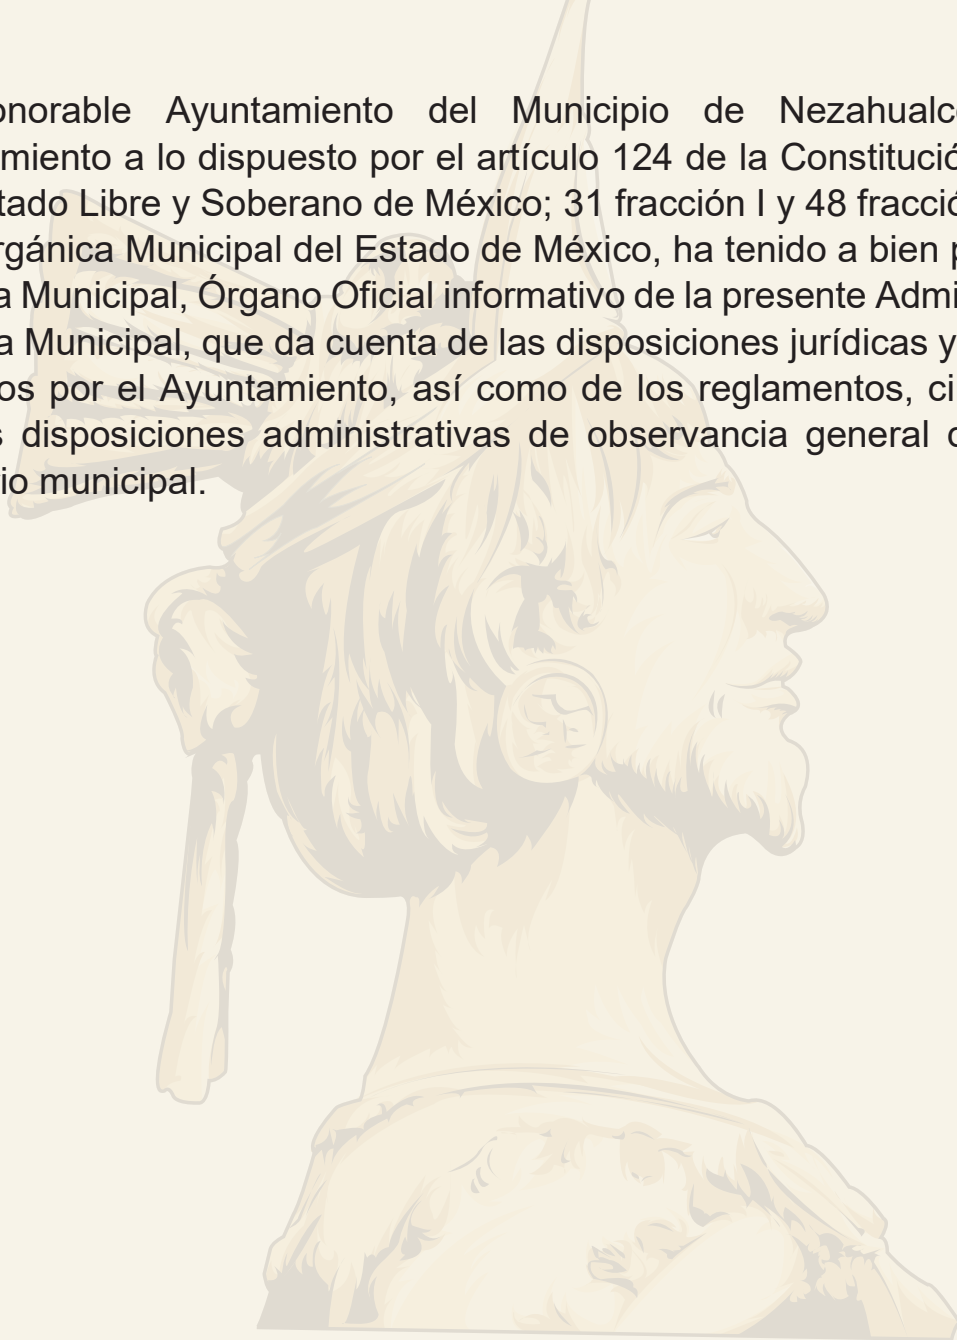 onorable Ayuntamiento del Municipio de Nezahualc
miento a lo dispuesto por el artículo 124 de la Constitució
tado Libre y Soberano de México; 31 fracción I y 48 fracció
rgánica Municipal del Estado de México, ha tenido a bien p
a Municipal, Órgano Oficial informativo de la presente Admi
a Municipal, que da cuenta de las disposiciones jurídicas y
os por el Ayuntamiento, así como de los reglamentos, ci
s disposiciones administrativas de observancia general
io municipal.